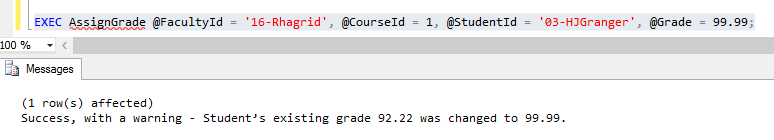 EXEC AssignGrade @FacultyId = '16-Rhagrid', @CourseId = 1, @StudentId = '03-HJGranger', @Grade = 99.99;
100 %
Messages
(1 row(s) affected)
Success, with a warning - Student’s existing grade 92.22 was changed to 99.99.